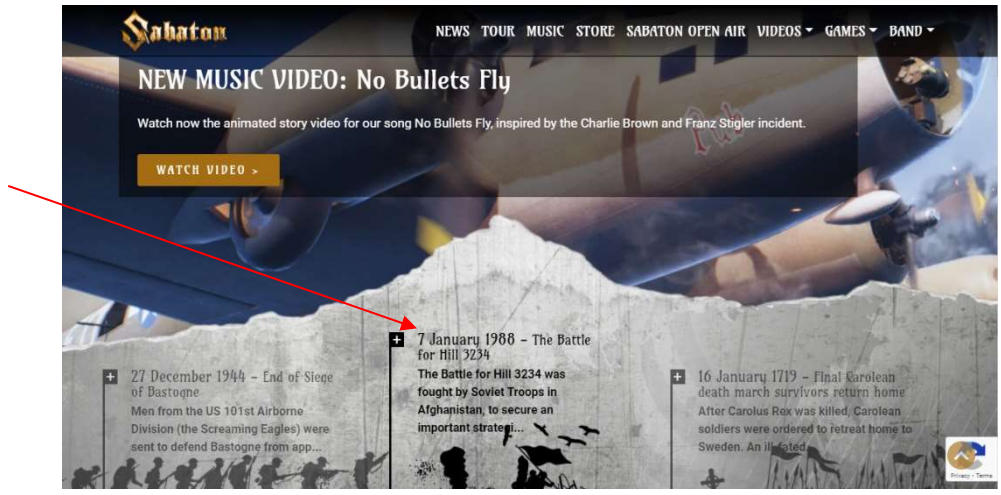 Sabaton
NEWS TOUR MUSIC STORE SABATON OPEN AIR VIDEOS GAMES BAND
NEW MUSIC VIDEO: No Bullets Fly
Watch now the animated story video for our song No Bullets Fly, inspired by the Charlie Brown and Franz Stigler incident.
Pub
WATCH VIDEO >
27 December 1944 – End of Siege
of Bastogne
Men from the US 101st Airborne
Division (the Screaming Eagles) were
sent to defend Bastogne from app...
7 January 1988 – The Battle
for Hill 3234
The Battle for Hill 3234 was
fought by Soviet Troops in
Afghanistan, to secure an
important strategi...
16 January 1719 – Final Carolean
death march survivors return home
After Carolus Rex was killed, Carolean
soldiers were ordered to retreat home to
Sweden. An ill-fated...
Privacy - Terms